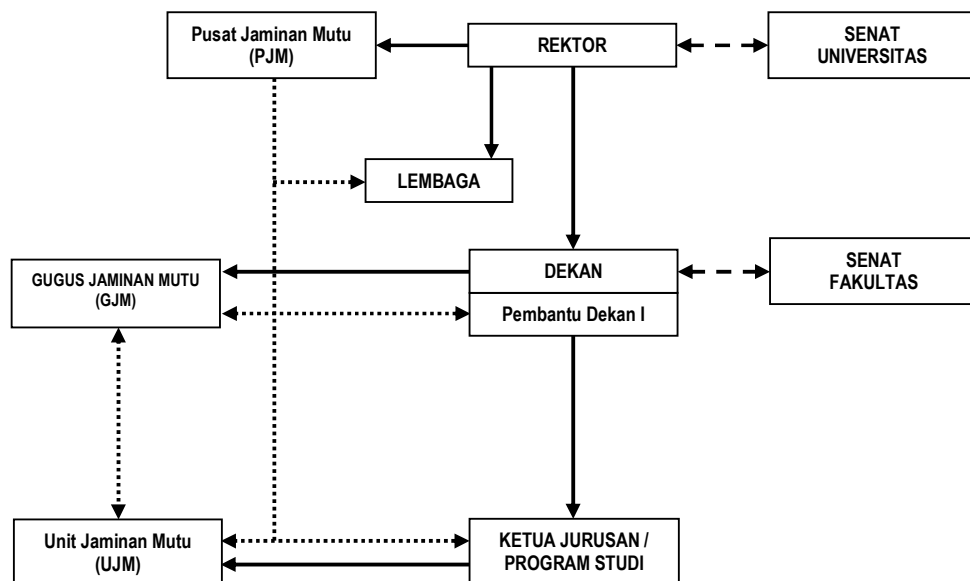 Pusat Jaminan Mutu
(PJM)
REKTOR
SENAT
UNIVERSITAS
LEMBAGA
GUGUS JAMINAN MUTU
(GJM)
DEKAN
Pembantu Dekan I
SENAT
FAKULTAS
Unit Jaminan Mutu
(UJM)
KETUA JURUSAN /
PROGRAM STUDI